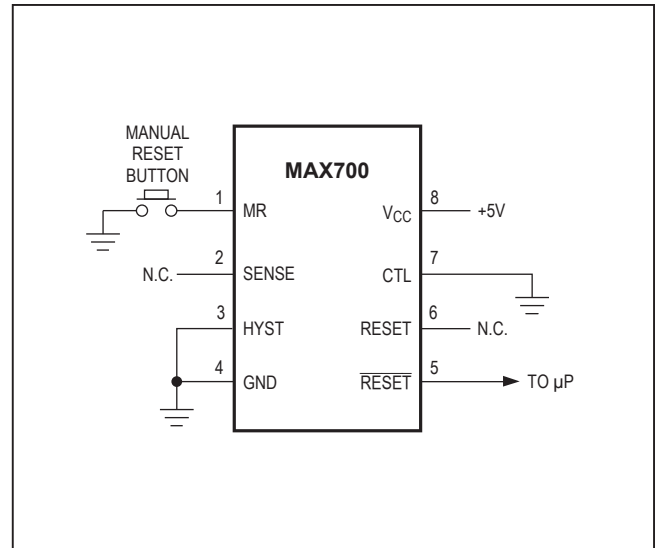 MANUAL
RESET
BUTTON
MAX700
1
MR
2
N.C.
SENSE
3
HYST
4
GND
8
VCC
+5V
7
CTL
6
RESET
N.C.
5
RESET
TO µP